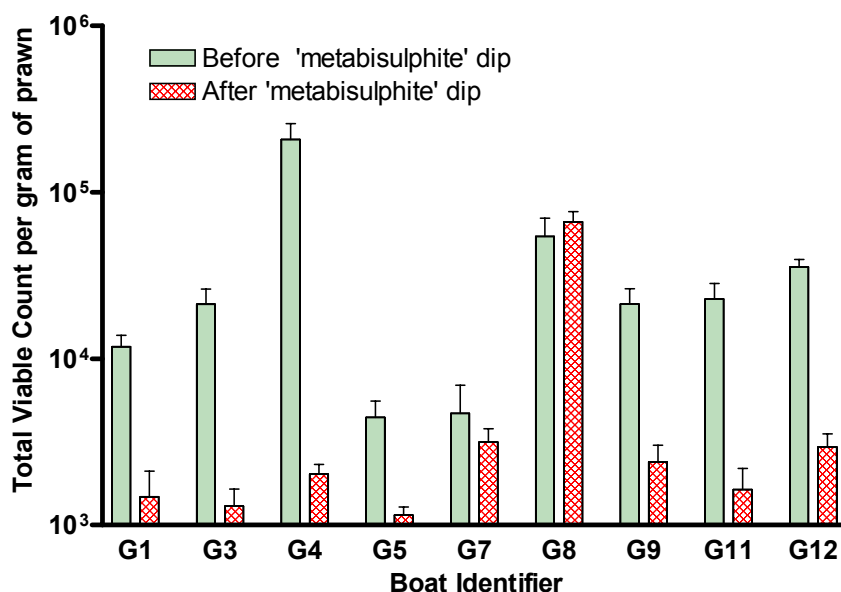 Total Viable Count per gram of prawn
10⁶
10⁵
10⁴
10³
Before 'metabisulphite' dip
After 'metabisulphite' dip
G1 G3 G4 G5 G7 G8 G9 G11 G12
Boat Identifier